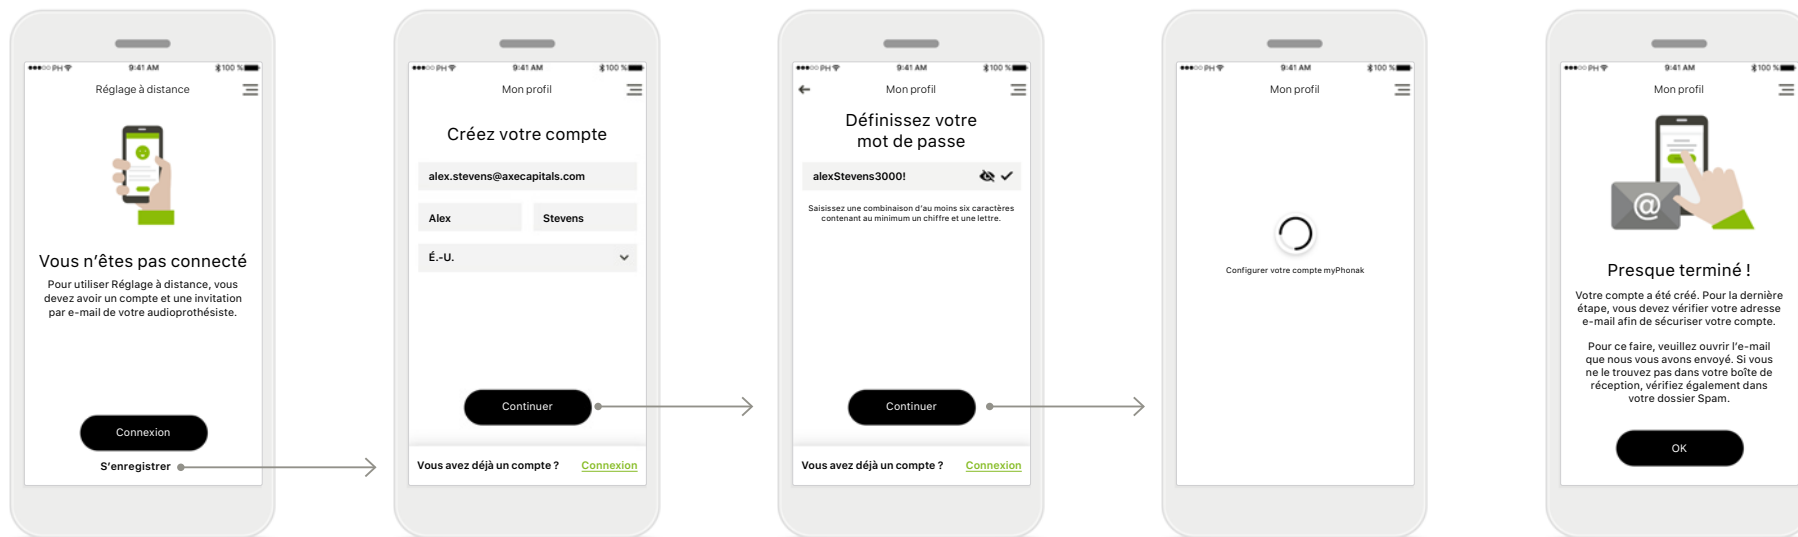 PH 9:41 AM 100 %
Réglage à distance
Vous n'êtes pas connecté
Pour utiliser Réglage à distance, vous
devez avoir un compte et une invitation
par e-mail de votre audioprothésiste.
Connexion
S'enregistrer
PH 9:41 AM 100 %
Mon profil
Créez votre compte
alex.stevens@axecapitals.com
Alex Stevens
É.-U.
Continuer
Vous avez déjà un compte ? Connexion
PH 9:41 AM 100 %
Mon profil
Définissez votre
mot de passe
alexStevens3000!
Saisissez une combinaison d'au moins six caractères
contenant au minimum un chiffre et une lettre.
Continuer
Vous avez déjà un compte ? Connexion
PH 9:41 AM 100 %
Mon profil
Configurer votre compte myPhonak
PH 9:41 AM 100 %
Mon profil
@
Presque terminé !
Votre compte a été créé. Pour la dernière
étape, vous devez vérifier votre adresse
e-mail afin de sécuriser votre compte.
Pour ce faire, veuillez ouvrir l'e-mail
que nous vous avons envoyé. Si vous
ne le trouvez pas dans votre boîte de
réception, vérifiez également dans
votre dossier Spam.
OK